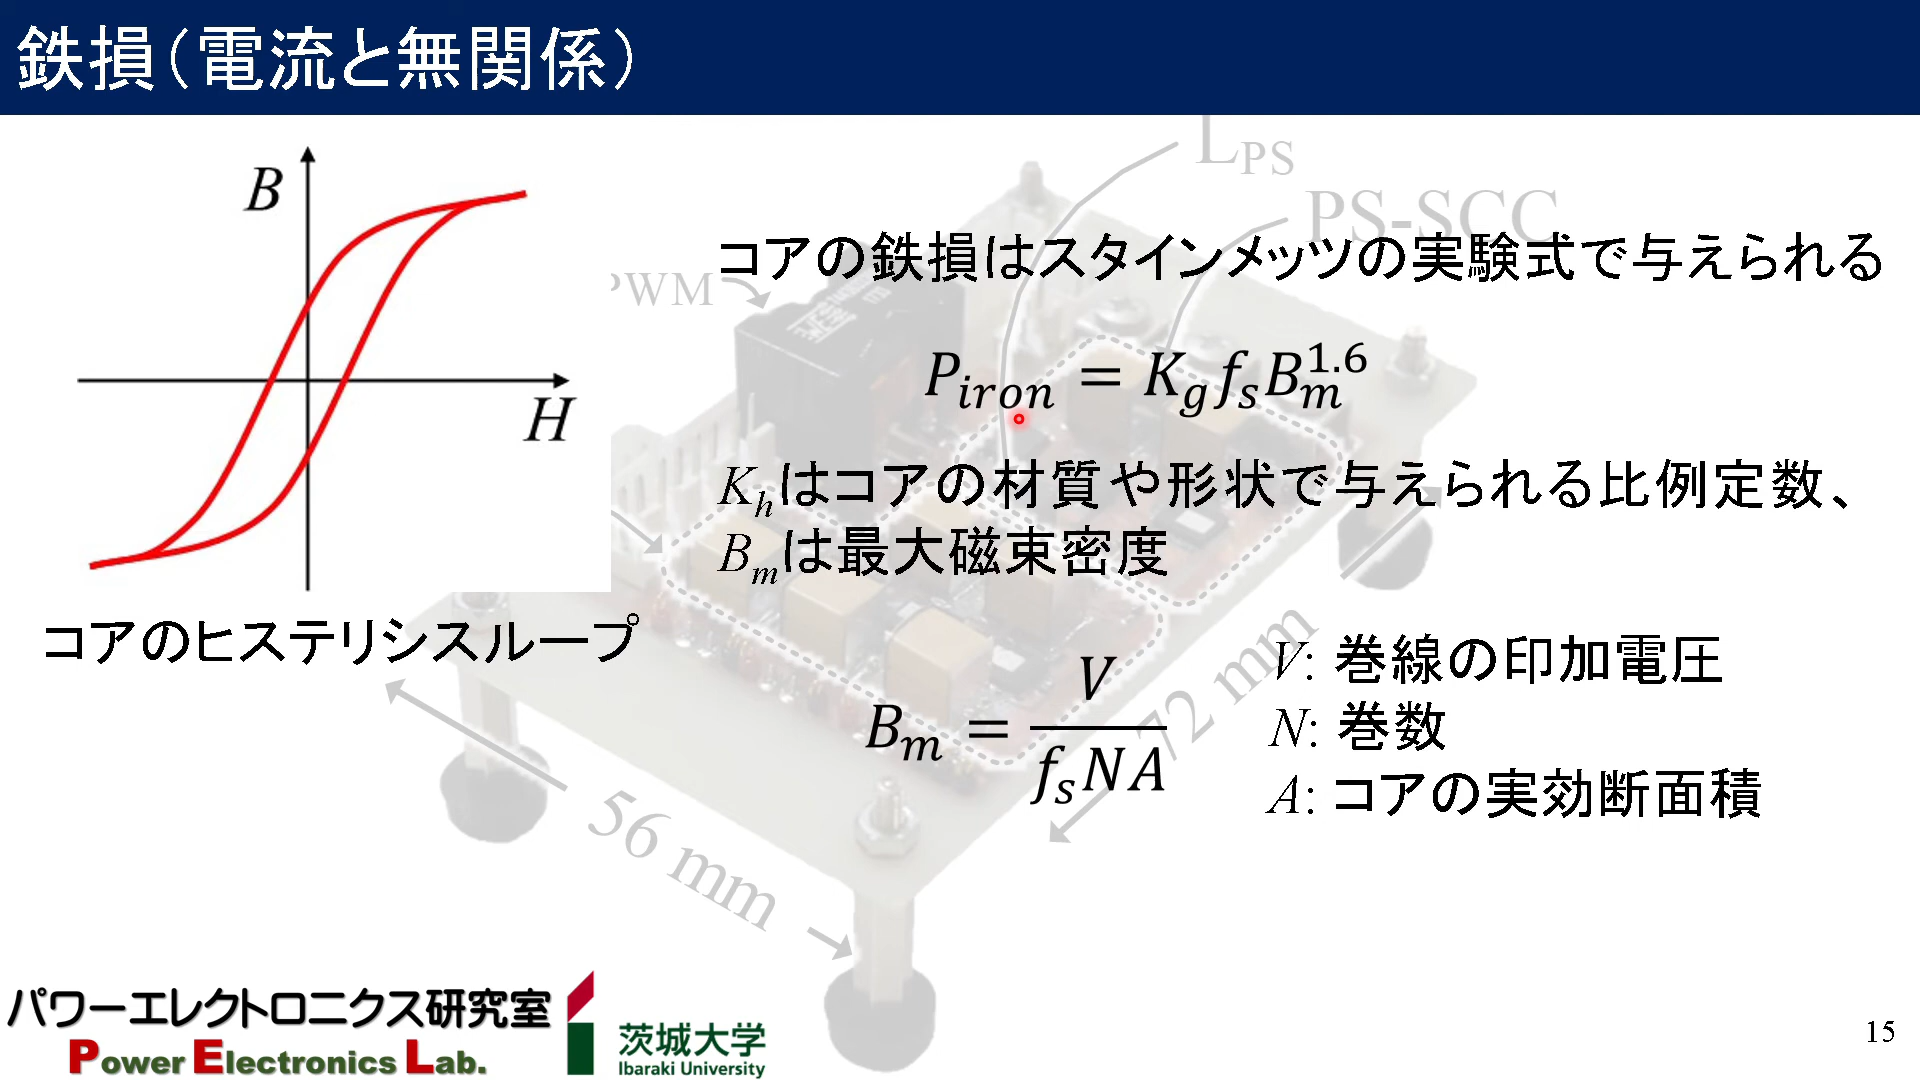 鉄損（電流と無関係）
B
H
コアのヒステリシスループ
L_PS
PS-SCC
PWM
コアの鉄損はスタインメッツの実験式で与えられる
P_iron = K_g f_s B_m^1.6
K_hはコアの材質や形状で与えられる比例定数、
B_mは最大磁束密度
B_m = V / (f_s N A)
V: 巻線の印加電圧
N: 巻数
A: コアの実効断面積
72 mm
56 mm
パワーエレクトロニクス研究室
Power Electronics Lab.
茨城大学
Ibaraki University
15